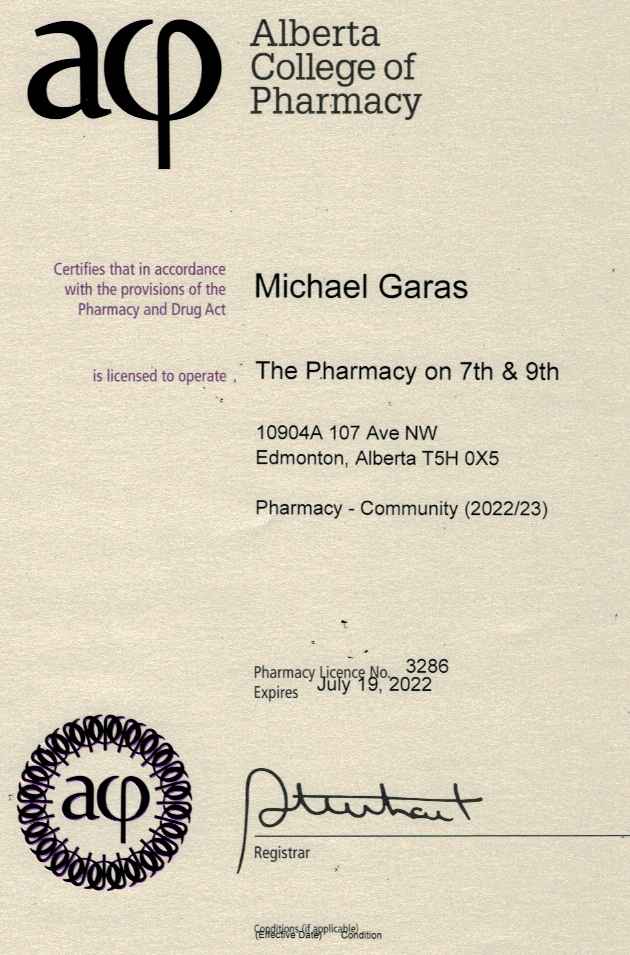 acp
Alberta
College of
Pharmacy
Certifies that in accordance
with the provisions of the
Pharmacy and Drug Act
Michael Garas
is licensed to operate
The Pharmacy on 7th & 9th
10904A 107 Ave NW
Edmonton, Alberta T5H 0X5
Pharmacy - Community (2022/23)
Pharmacy Licence No. 3286
Expires July 19, 2022
acp
Registrar
Conditions (if applicable)
(Effective Date) Condition